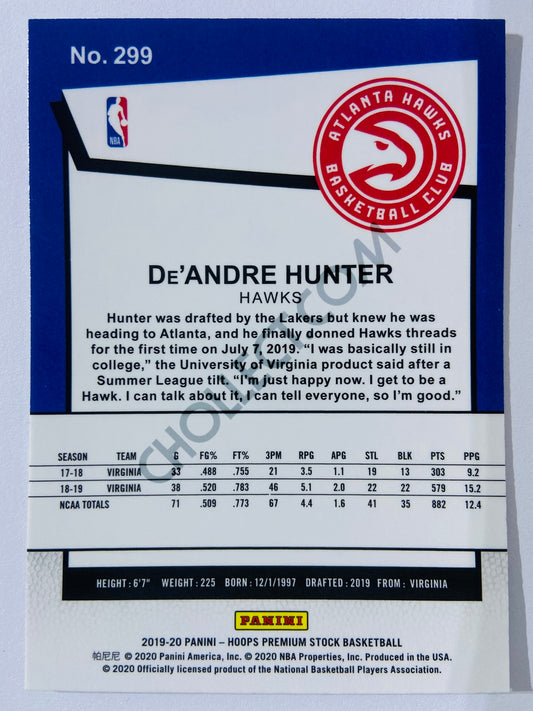 No. 299
NBA
ATLANTA HAWKS
BASKETBALL CLUB
DE'ANDRE HUNTER
HAWKS
Hunter was drafted by the Lakers but knew he was
heading to Atlanta, and he finally donned Hawks threads
for the first time on July 7, 2019. “I was basically still in
college,” the University of Virginia product said after a
Summer League tilt. “I’m just happy now. I get to be a
Hawk. I can talk about it, I can tell everyone, so I’m good.”
CHOLLECT.COM
SEASON TEAM G FG% FT% 3PM RPG APG STL BLK PTS PPG
17-18 VIRGINIA 33 .488 .755 21 3.5 1.1 19 13 303 9.2
18-19 VIRGINIA 38 .520 .783 46 5.1 2.0 22 22 579 15.2
NCAA TOTALS 71 .509 .773 67 4.4 1.6 41 35 882 12.4
HEIGHT: 6'7" WEIGHT: 225 BORN: 12/1/1997 DRAFTED: 2019 FROM: VIRGINIA
PANINI
2019-20 PANINI – HOOPS PREMIUM STOCK BASKETBALL
帕尼尼 © 2020 Panini America, Inc. © 2020 NBA Properties, Inc. Produced in the USA.
© 2020 Officially licensed product of the National Basketball Players Association.